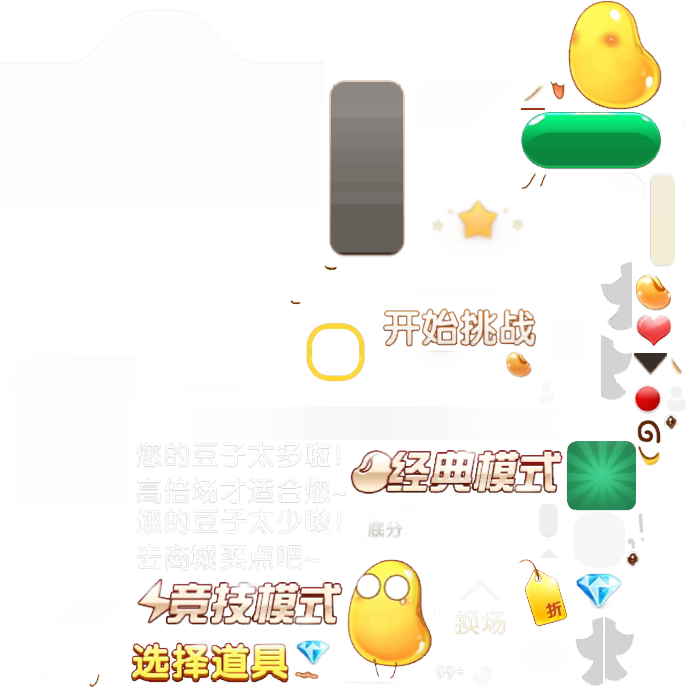 开始挑战
您的豆子太多啦！
高倍场才适合您~
经典模式
您的豆子太少啦！
底分
去商城买点吧~
竞技模式
折
换场
选择道具
99+